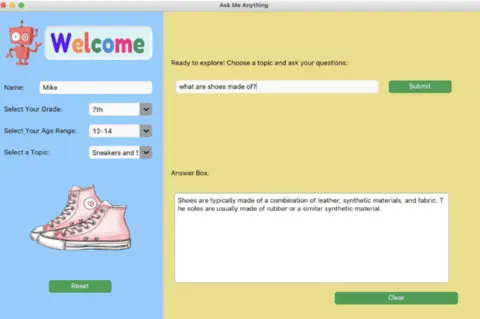 Ask Me Anything
Welcome
Name: Mike
Select Your Grade: 7th
Select Your Age Range: 12-14
Select a Topic: Sneakers and S
Reset
Ready to explore! Choose a topic and ask your questions:
what are shoes made of?
Submit
Answer Box:
Shoes are typically made of a combination of leather, synthetic materials, and fabric. T
he soles are usually made of rubber or a similar synthetic material.
Clear